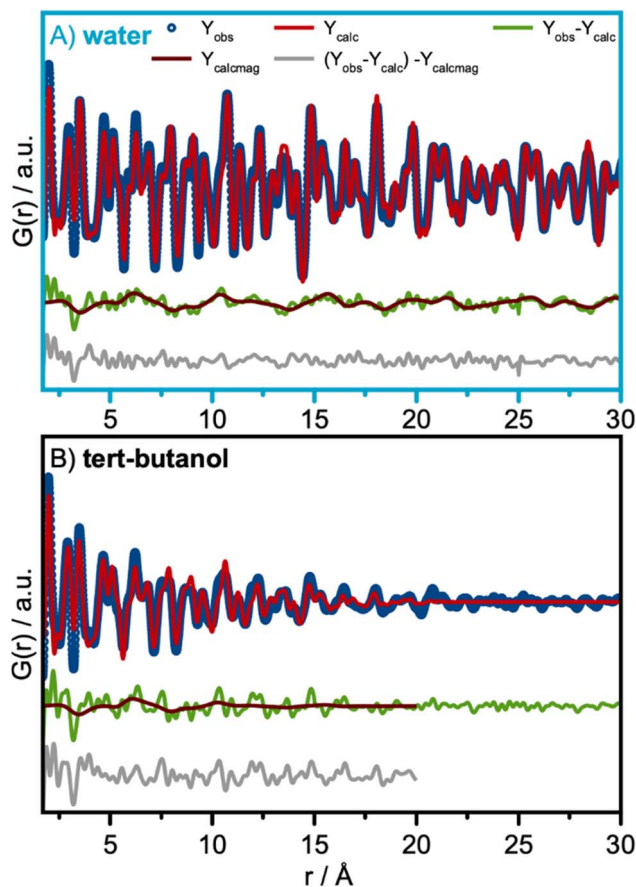 A) water Yobs Ycalc Yobs-Ycalc
Ycalcmag (Yobs-Ycalc) -Ycalcmag
G(r) / a.u.
5 10 15 20 25 30
B) tert-butanol
G(r) / a.u.
5 10 15 20 25 30
r / Å